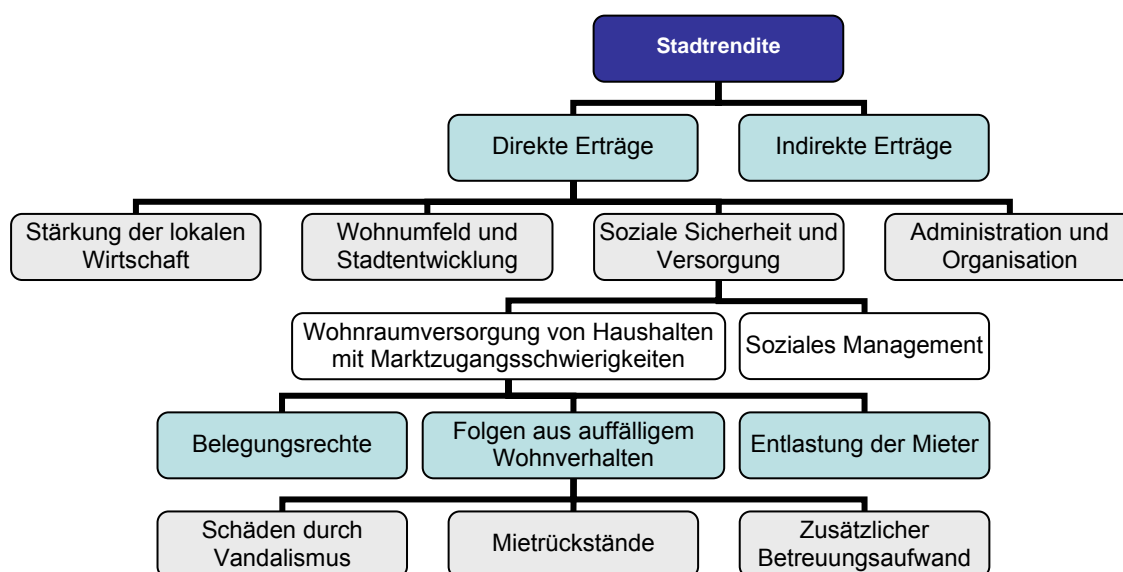 Stadtrendite
Direkte Erträge
Indirekte Erträge
Stärkung der lokalen
Wirtschaft
Wohnumfeld und
Stadtentwicklung
Soziale Sicherheit und
Versorgung
Administration und
Organisation
Wohnraumversorgung von Haushalten
mit Marktzugangsschwierigkeiten
Soziales Management
Belegungsrechte
Folgen aus auffälligem
Wohnverhalten
Entlastung der Mieter
Schäden durch
Vandalismus
Mietrückstände
Zusätzlicher
Betreuungsaufwand